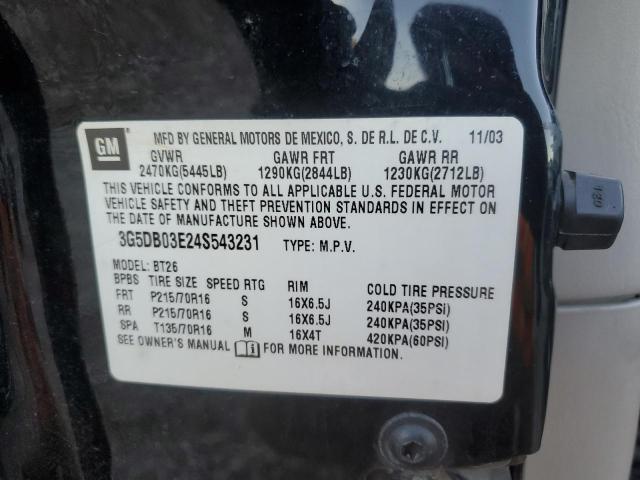 GM
MFD BY GENERAL MOTORS DE MEXICO, S. DE R.L. DE C.V. 11/03
GVWR GAWR FRT GAWR RR
2470KG(5445LB) 1290KG(2844LB) 1230KG(2712LB)
THIS VEHICLE CONFORMS TO ALL APPLICABLE U.S. FEDERAL MOTOR
VEHICLE SAFETY AND THEFT PREVENTION STANDARDS IN EFFECT ON
THE DATE OF MANUFACTURE SHOWN ABOVE.
3G5DB03E24S543231 TYPE: M.P.V.
MODEL: BT26
BPBS TIRE SIZE SPEED RTG RIM COLD TIRE PRESSURE
FRT P215/70R16 S 16X6.5J 240KPA(35PSI)
RR P215/70R16 S 16X6.5J 240KPA(35PSI)
SPA T135/70R16 M 16X4T 420KPA(60PSI)
SEE OWNER'S MANUAL FOR MORE INFORMATION.